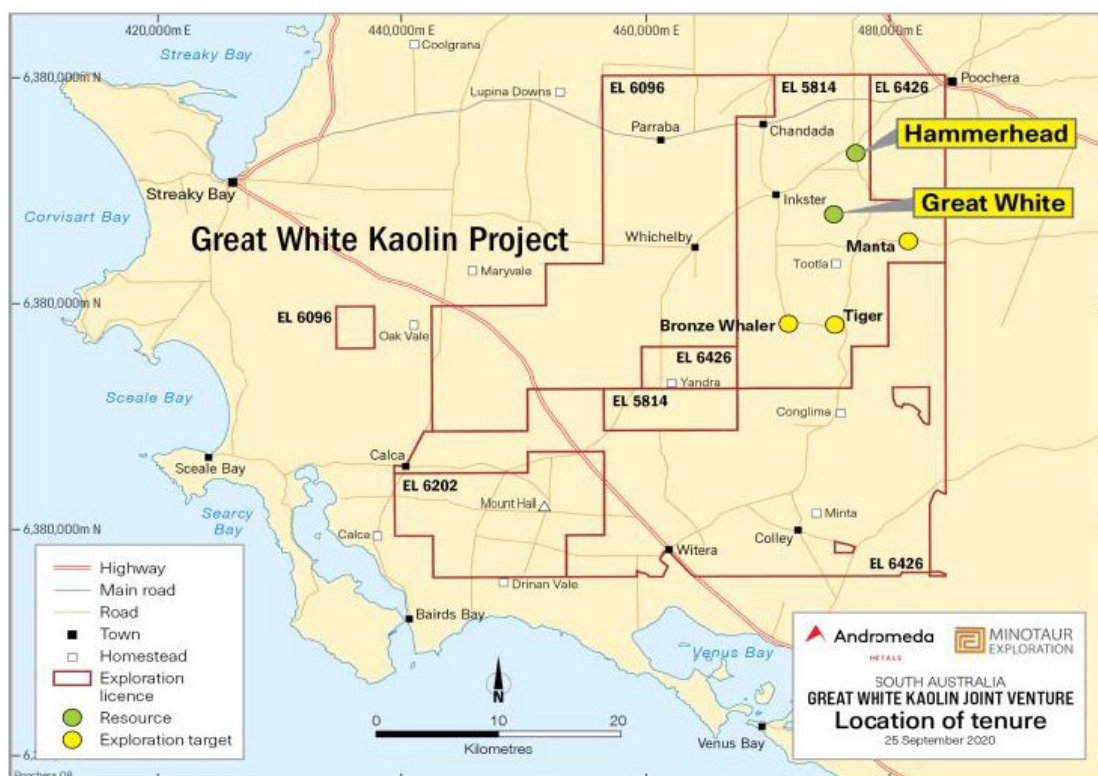 420,000m E
440,000m E
460,000m E
480,000m E
Streaky Bay
Coolgrana
6,380,000m N
Poochera
EL 6096
EL 5814
EL 6426
Lupina Downs
Parraba
Chandada
Hammerhead
Streaky Bay
Inkster
Great White
Corvisart Bay
Great White Kaolin Project
Whichelby
Manta
Maryvale
Tootla
6,380,000m N
EL 6096
Oak Vale
Bronze Whaler
Tiger
EL 6426
Yandra
Sceale Bay
EL 5814
Conglima
Calca
Sceale Bay
EL 6202
Mount Hall
Searcy
Bay
Minta
6,380,000m N
Calca
Colley
Witera
EL 6426
Drinan Vale
Bairds Bay
Venus Bay
Venus Bay
Highway
Main road
Road
Town
Homestead
Exploration
licence
Resource
Exploration target
N
0 10 20
Kilometres
Andromeda
METALS
MINOTAUR
EXPLORATION
SOUTH AUSTRALIA
GREAT WHITE KAOLIN JOINT VENTURE
Location of tenure
25 September 2020